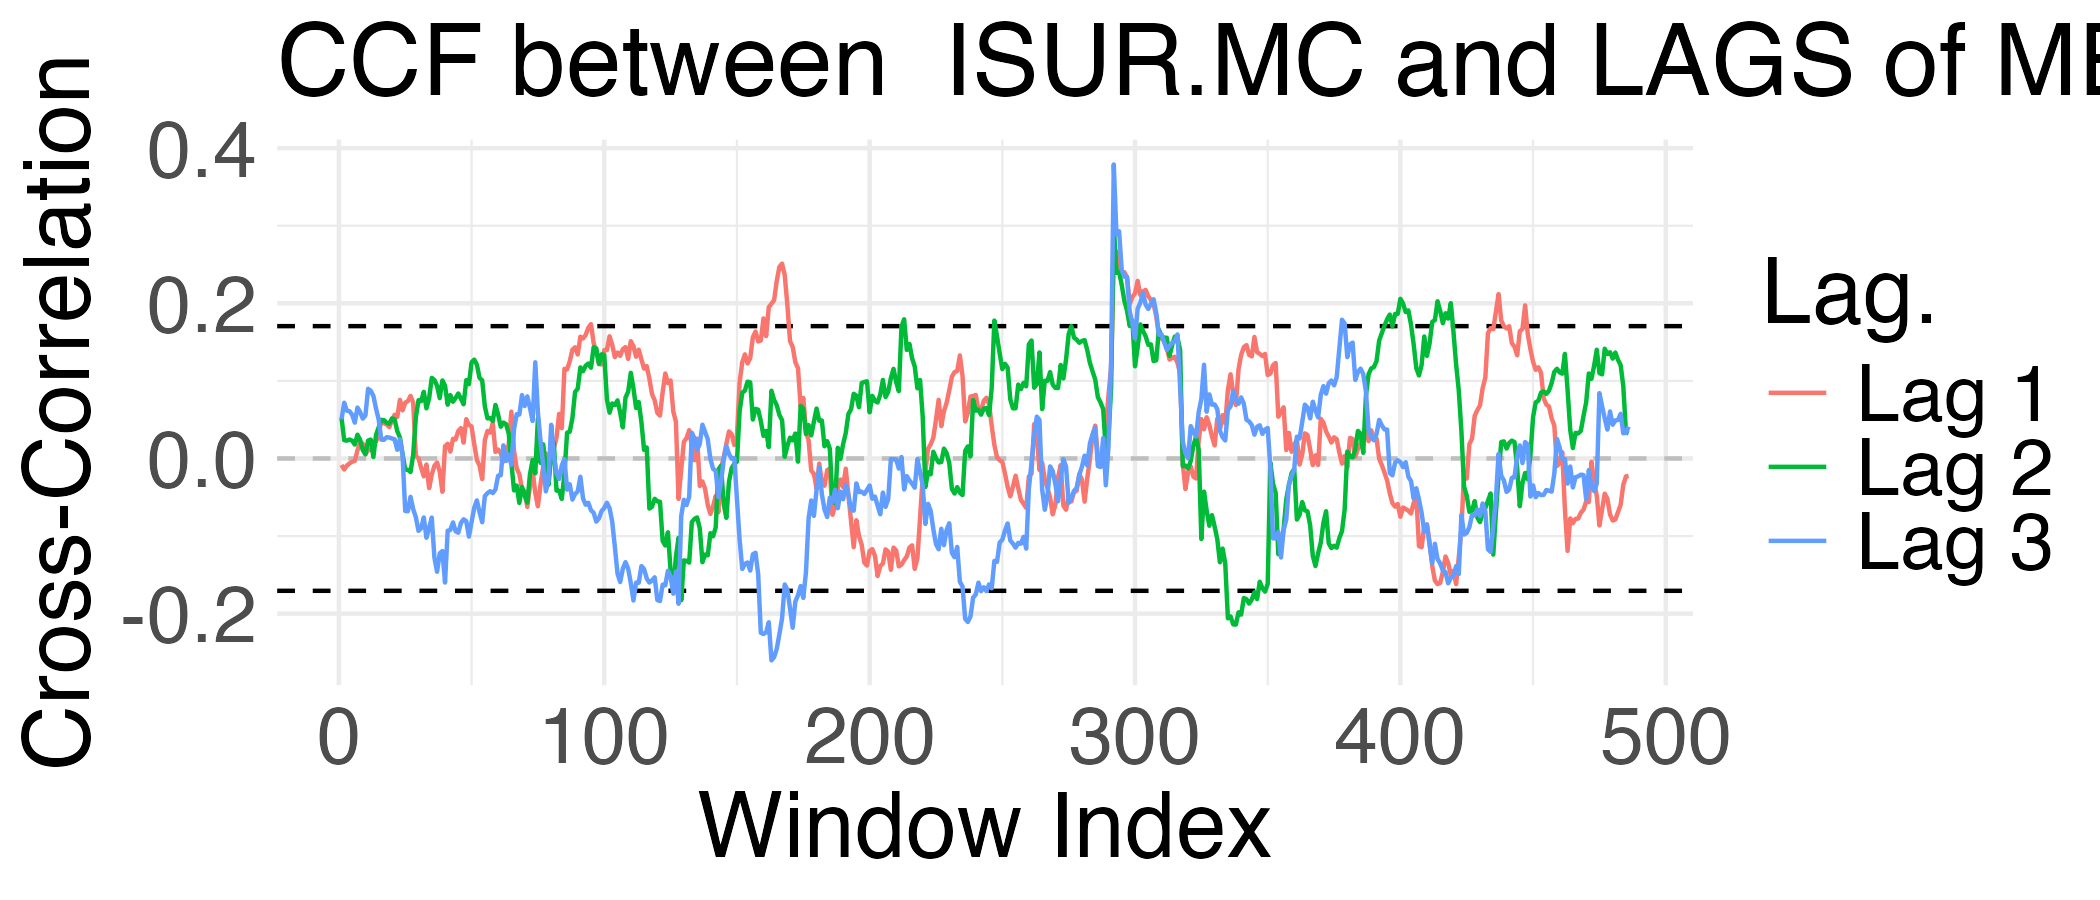 CCF between  ISUR.MC and LAGS of ME
Cross-Correlation
0.4
0.2
0.0
-0.2
0
100
200
300
400
500
Window Index
Lag.
Lag 1
Lag 2
Lag 3